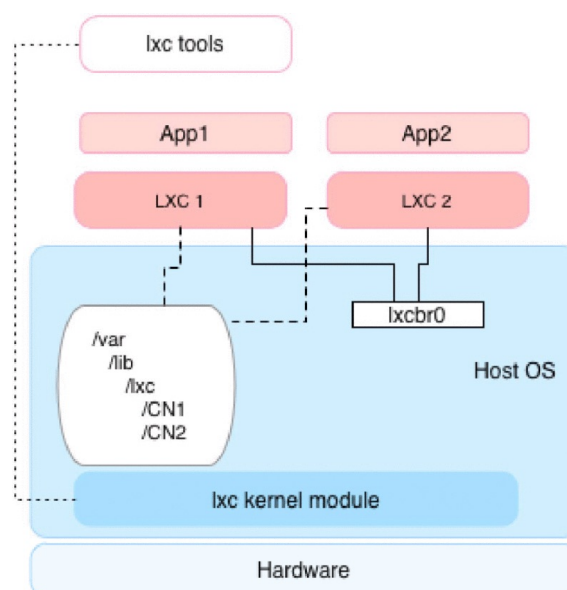 lxc tools
App1
App2
LXC 1
LXC 2
lxcbr0
/var
/lib
/lxc
/CN1
/CN2
Host OS
lxc kernel module
Hardware